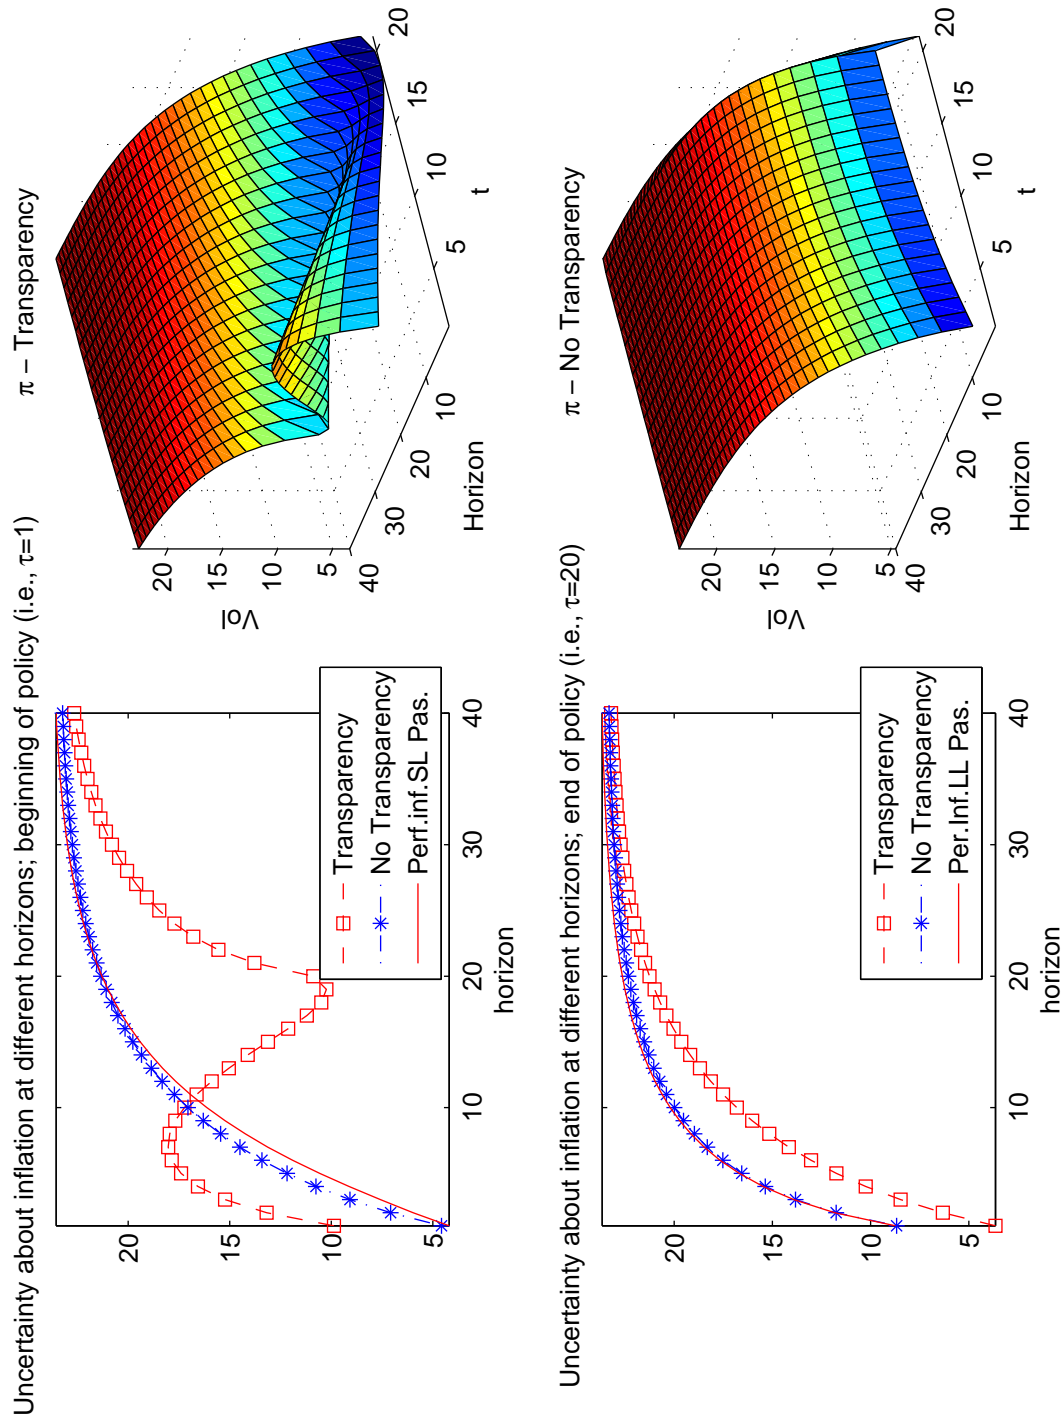 Uncertainty about inflation at different horizons; beginning of policy (i.e., τ=1)
20
15
10
5
10
20
30
40
horizon
Transparency
No Transparency
Perf.inf.SL Pas.
π − Transparency
Vol
20
15
10
5
40
30
20
10
Horizon
5
10
15
20
t
Uncertainty about inflation at different horizons; end of policy (i.e., τ=20)
20
15
10
5
10
20
30
40
horizon
Transparency
No Transparency
Per.Inf.LL Pas.
π − No Transparency
Vol
20
15
10
5
40
30
20
10
Horizon
5
10
15
20
t